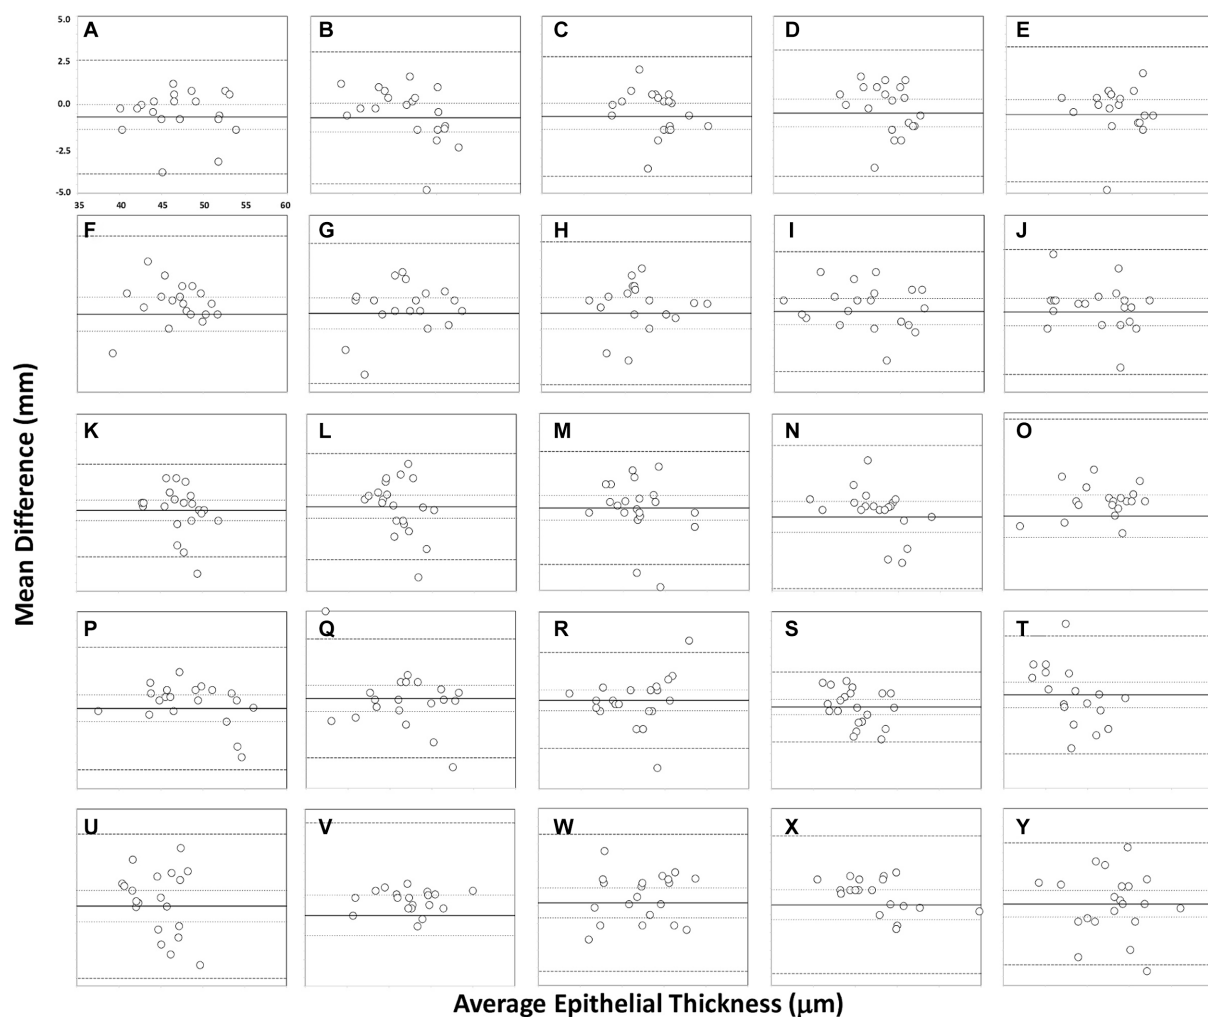 5.0
A B C D E
2.5
0.0
-2.5
-5.0
35 40 45 50 55 60
F G H I J
K L M N O
P Q R S T
U V W X Y
Mean Difference (mm)
Average Epithelial Thickness (µm)